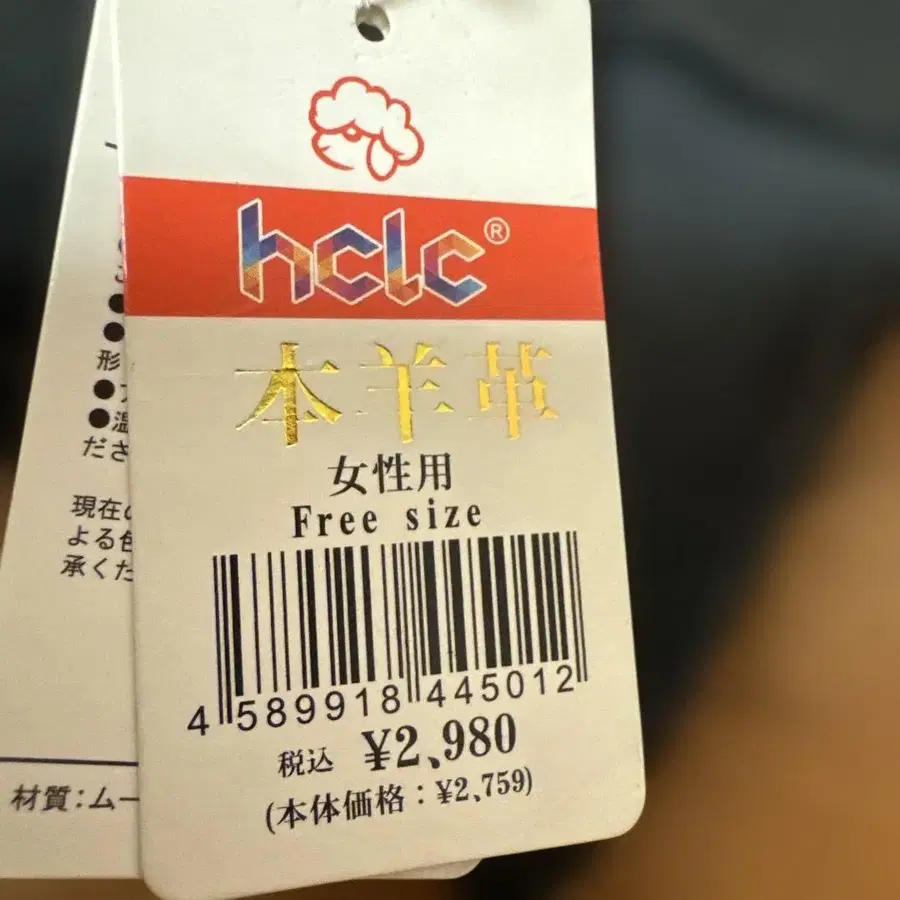 hclc®
本羊革
女性用
Free size
4 589918 445012
税込 ¥2,980
(本体価格：¥2,759)
形
ださ
現在
よる色
承くだ
材質：ムー